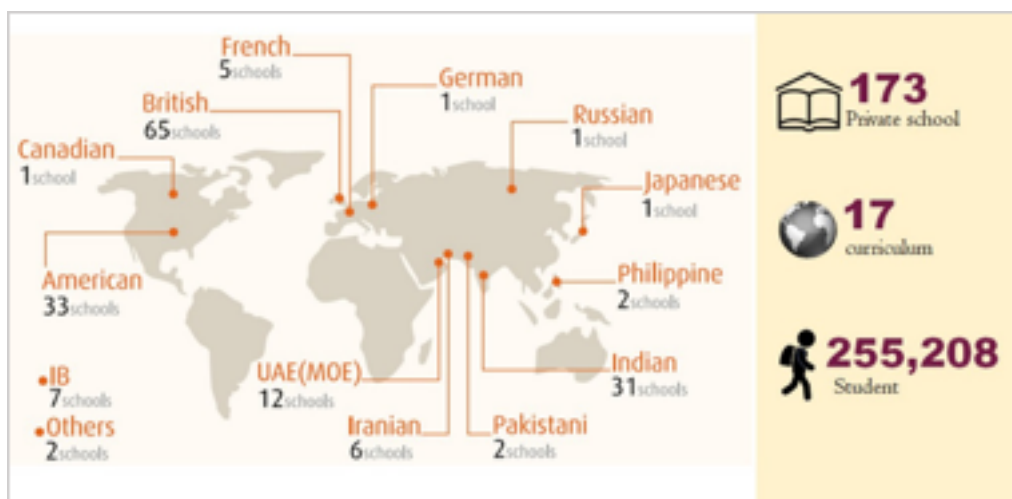 French
5schools
German
1school
British
65schools
Russian
1school
Canadian
1school
Japanese
1school
American
33schools
Philippine
2schools
IB
7schools
UAE(MOE)
12schools
Indian
31schools
Others
2schools
Iranian
6schools
Pakistani
2schools
173
Private school
17
curriculum
255,208
Student